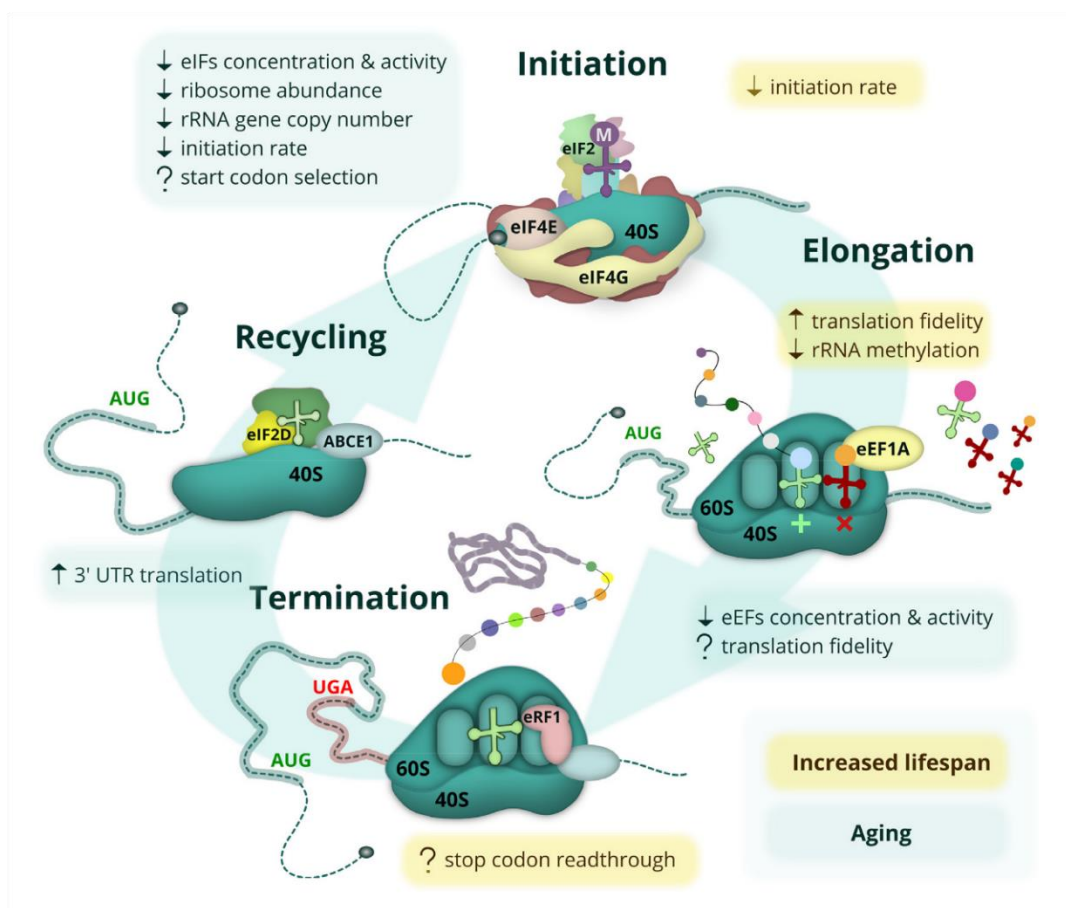 ↓ eIFs concentration & activity
↓ ribosome abundance
↓ rRNA gene copy number
↓ initiation rate
? start codon selection
Initiation
↓ initiation rate
M
eIF2
eIF4E
40S
eIF4G
Elongation
↑ translation fidelity
↓ rRNA methylation
Recycling
AUG
eIF2D
ABCE1
40S
AUG
eEF1A
60S
40S
+ ×
↑ 3' UTR translation
Termination
↓ eEFs concentration & activity
? translation fidelity
UGA
AUG
eRF1
60S
40S
? stop codon readthrough
Increased lifespan
Aging